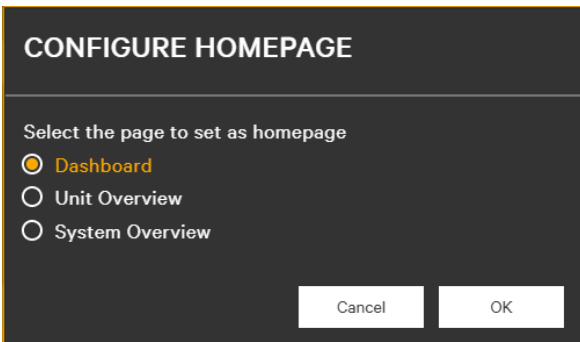 CONFIGURE HOMEPAGE
Select the page to set as homepage
Dashboard
Unit Overview
System Overview
Cancel OK